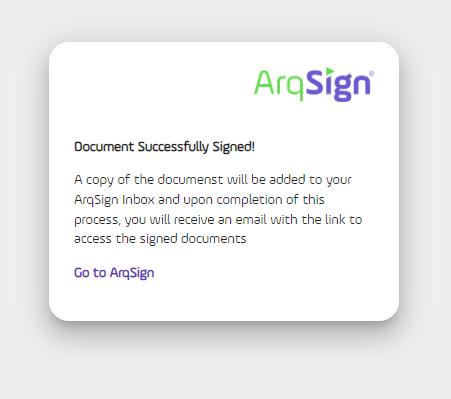 ArqSign®
Document Successfully Signed!
A copy of the documenst will be added to your
ArqSign Inbox and upon completion of this
process, you will receive an email with the link to
access the signed documents
Go to ArqSign